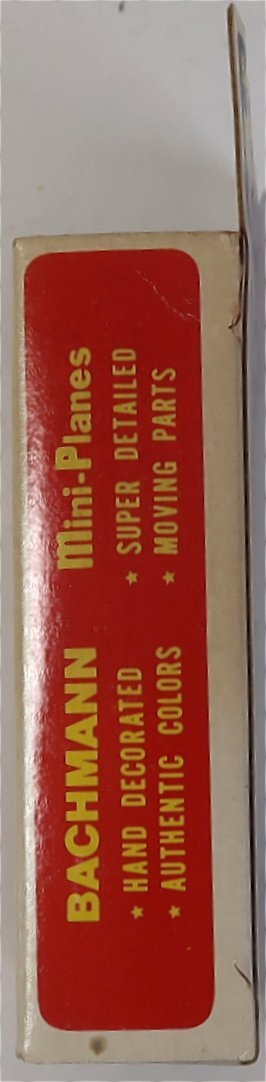 BACHMANN Mini-Planes
★ HAND DECORATED ★ SUPER DETAILED
★ AUTHENTIC COLORS ★ MOVING PARTS